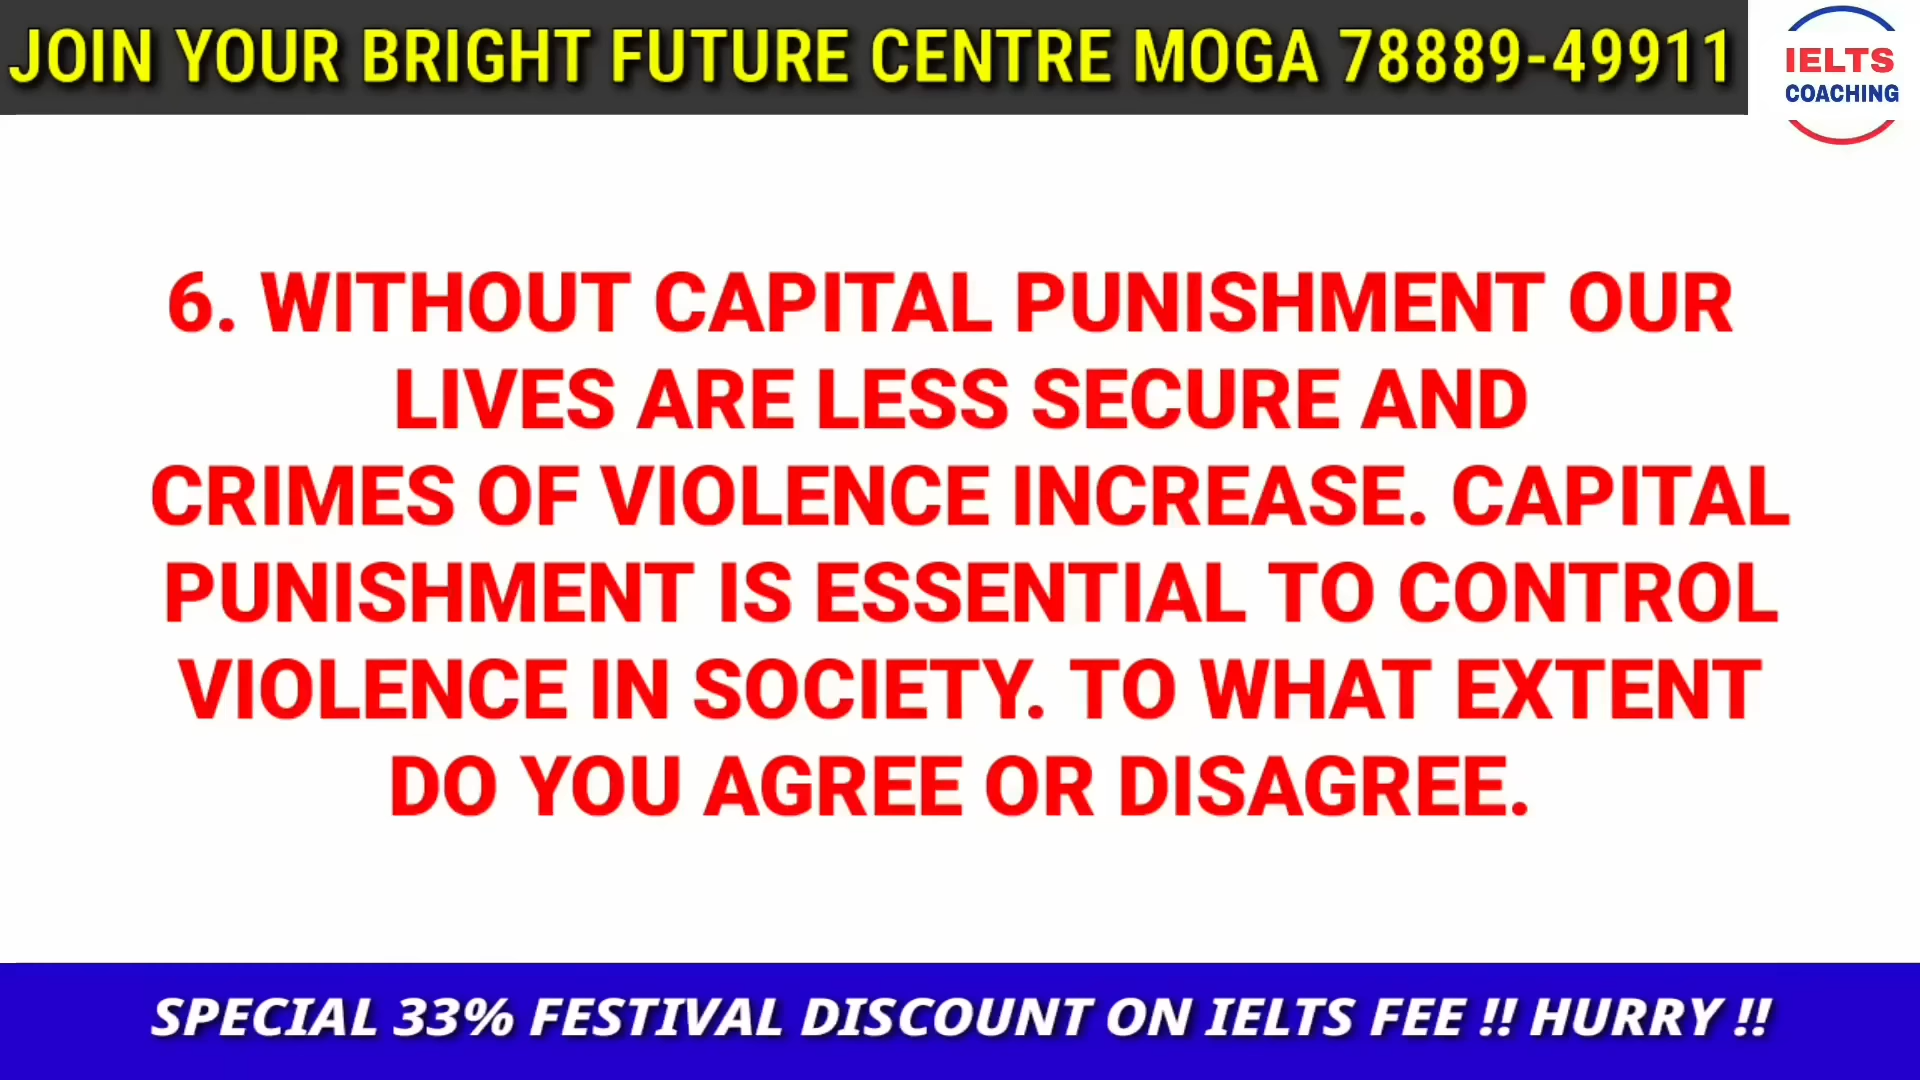 JOIN YOUR BRIGHT FUTURE CENTRE MOGA 78889-49911
IELTS
COACHING
6. WITHOUT CAPITAL PUNISHMENT OUR
LIVES ARE LESS SECURE AND
CRIMES OF VIOLENCE INCREASE. CAPITAL
PUNISHMENT IS ESSENTIAL TO CONTROL
VIOLENCE IN SOCIETY. TO WHAT EXTENT
DO YOU AGREE OR DISAGREE.
SPECIAL 33% FESTIVAL DISCOUNT ON IELTS FEE !! HURRY !!